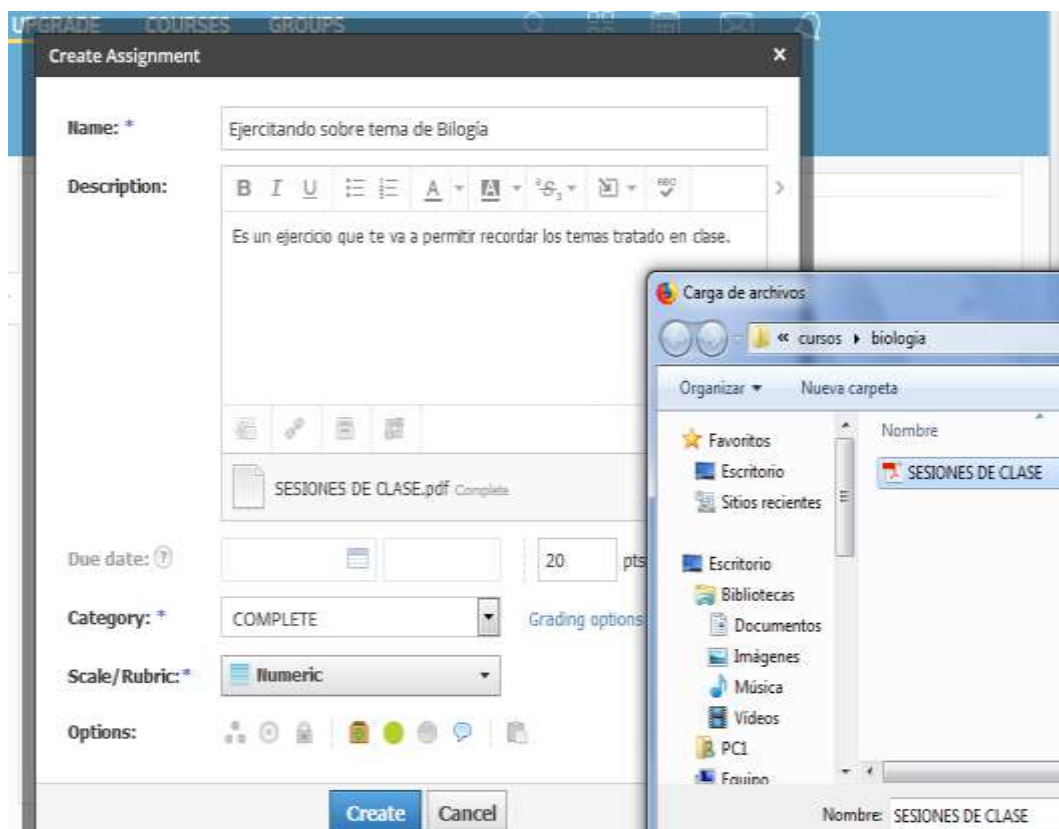 UPGRADE COURSES GROUPS
Create Assignment x
Name: * Ejercitando sobre tema de Bilogía
Description: B I U A A S ABC
Es un ejercicio que te va a permitir recordar los temas tratado en clase.
SESIONES DE CLASE.pdf Complete
Due date: ? 20 pts
Category: * COMPLETE Grading options
Scale/Rubric: * Numeric
Options:
Create Cancel
Carga de archivos
« cursos biologia
Organizar Nueva carpeta
Favoritos
Escritorio
Sitios recientes
Escritorio
Bibliotecas
Documentos
Imágenes
Música
Vídeos
PC1
Equipo
Nombre
SESIONES DE CLASE
Nombre: SESIONES DE CLASE